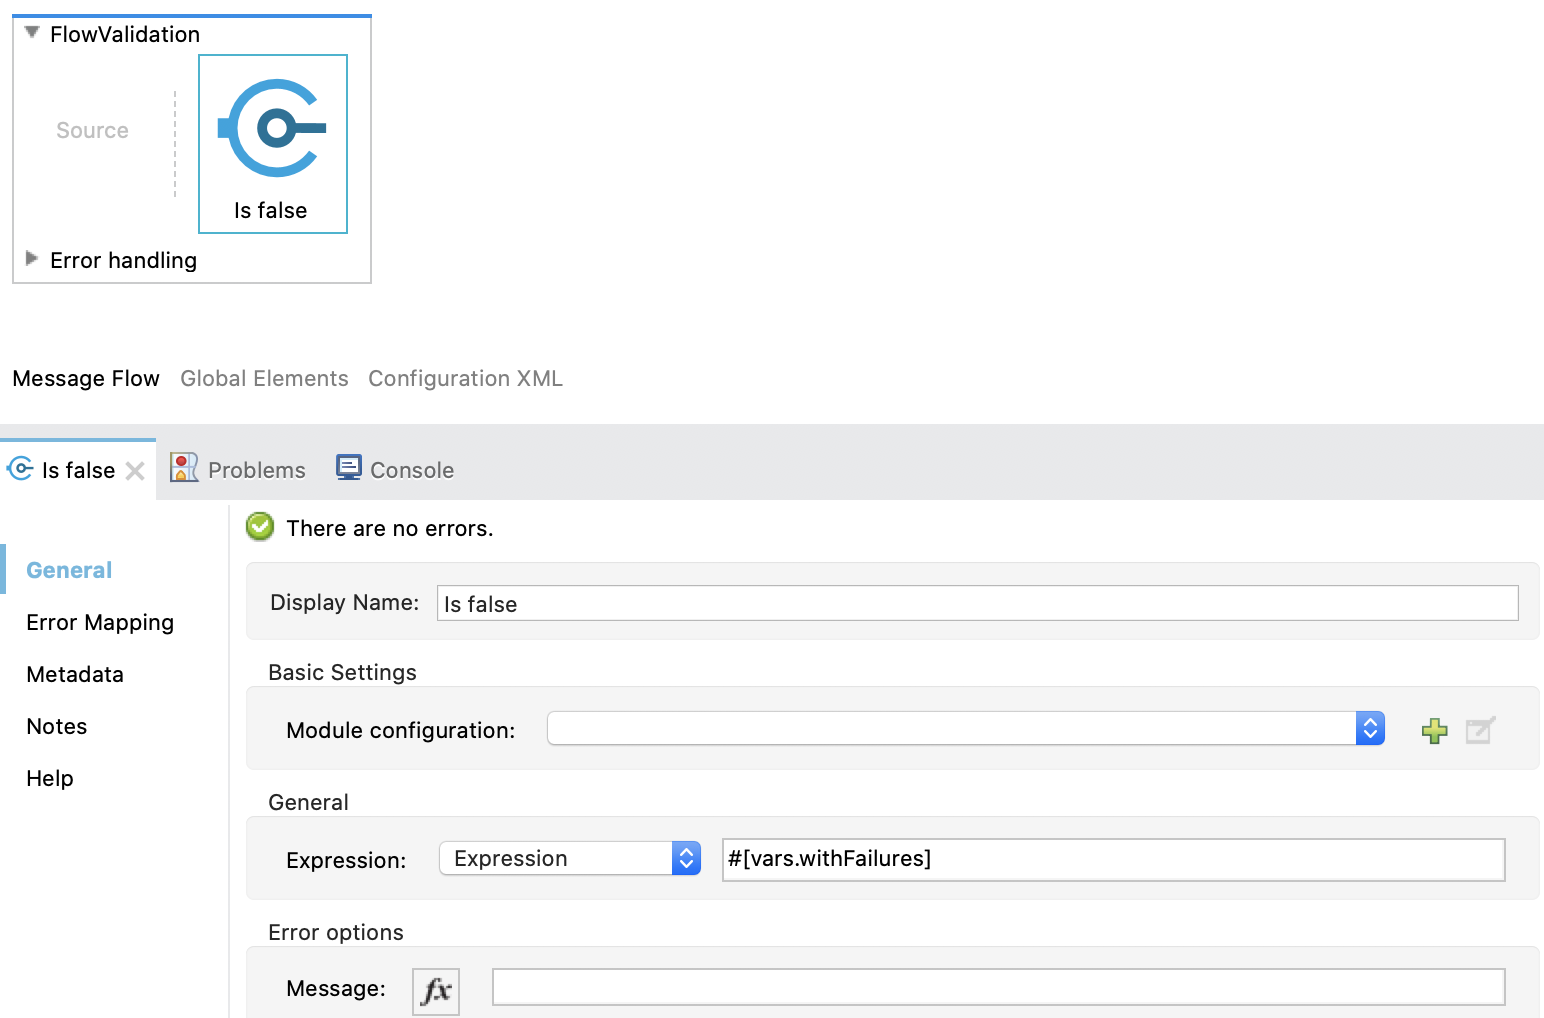 FlowValidation
Source
Is false
Error handling
Message Flow Global Elements Configuration XML
Is false Problems Console
There are no errors.
General
Display Name: Is false
Error Mapping
Basic Settings
Metadata
Module configuration:
Notes
Help
General
Expression: Expression #[vars.withFailures]
Error options
Message: fx